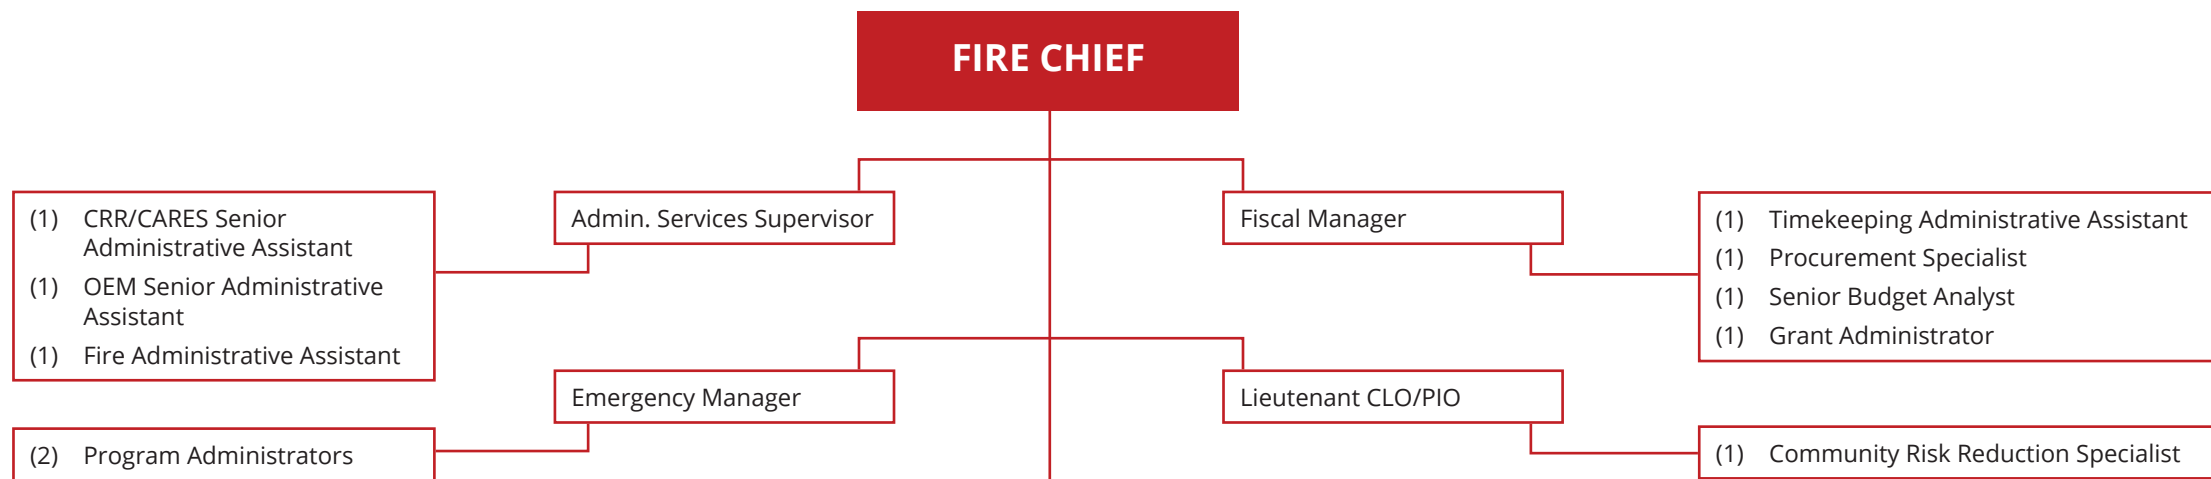 FIRE CHIEF
(1) CRR/CARES Senior
Administrative Assistant
(1) OEM Senior Administrative
Assistant
(1) Fire Administrative Assistant
Admin. Services Supervisor
Fiscal Manager
(1) Timekeeping Administrative Assistant
(1) Procurement Specialist
(1) Senior Budget Analyst
(1) Grant Administrator
Emergency Manager
Lieutenant CLO/PIO
(2) Program Administrators
(1) Community Risk Reduction Specialist